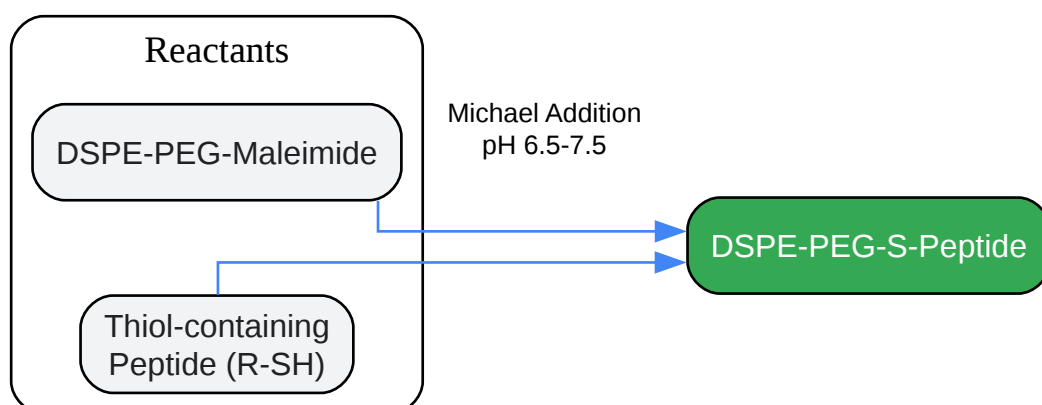 Reactants
DSPE-PEG-Maleimide
Michael Addition
pH 6.5-7.5
DSPE-PEG-S-Peptide
Thiol-containing
Peptide (R-SH)